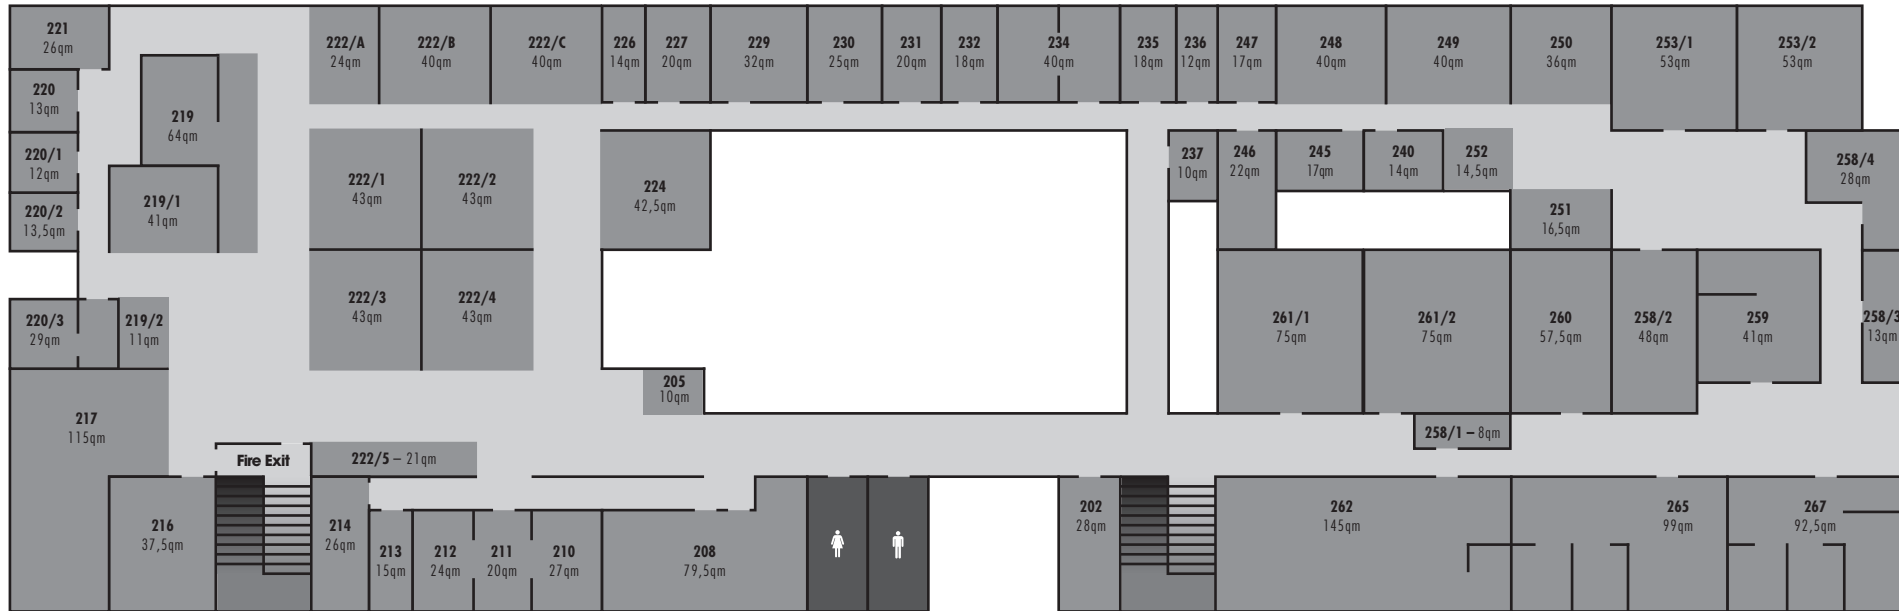 221
26qm
222/A
24qm
222/B
40qm
222/C
40qm
226
14qm
227
20qm
229
32qm
230
25qm
231
20qm
232
18qm
234
40qm
235
18qm
236
12qm
247
17qm
248
40qm
249
40qm
250
36qm
253/1
53qm
253/2
53qm
220
13qm
219
64qm
220/1
12qm
220/2
13,5qm
219/1
41qm
222/1
43qm
222/2
43qm
224
42,5qm
237
10qm
246
22qm
245
17qm
240
14qm
252
14,5qm
258/4
28qm
251
16,5qm
222/3
43qm
222/4
43qm
220/3
29qm
219/2
11qm
261/1
75qm
261/2
75qm
260
57,5qm
258/2
48qm
259
41qm
258/3
13qm
205
10qm
217
115qm
Fire Exit
222/5 – 21qm
258/1 – 8qm
216
37,5qm
214
26qm
213
15qm
212
24qm
211
20qm
210
27qm
208
79,5qm
202
28qm
262
145qm
265
99qm
267
92,5qm